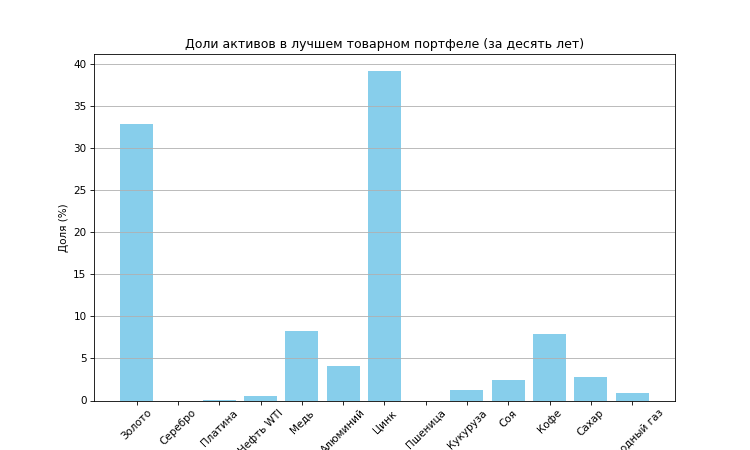 Доли активов в лучшем товарном портфеле (за десять лет)
Доля (%)
40
35
30
25
20
15
10
5
0
Золото
Серебро
Платина
Нефть WTI
Медь
Алюминий
Цинк
Пшеница
Кукуруза
Соя
Кофе
Сахар
газ